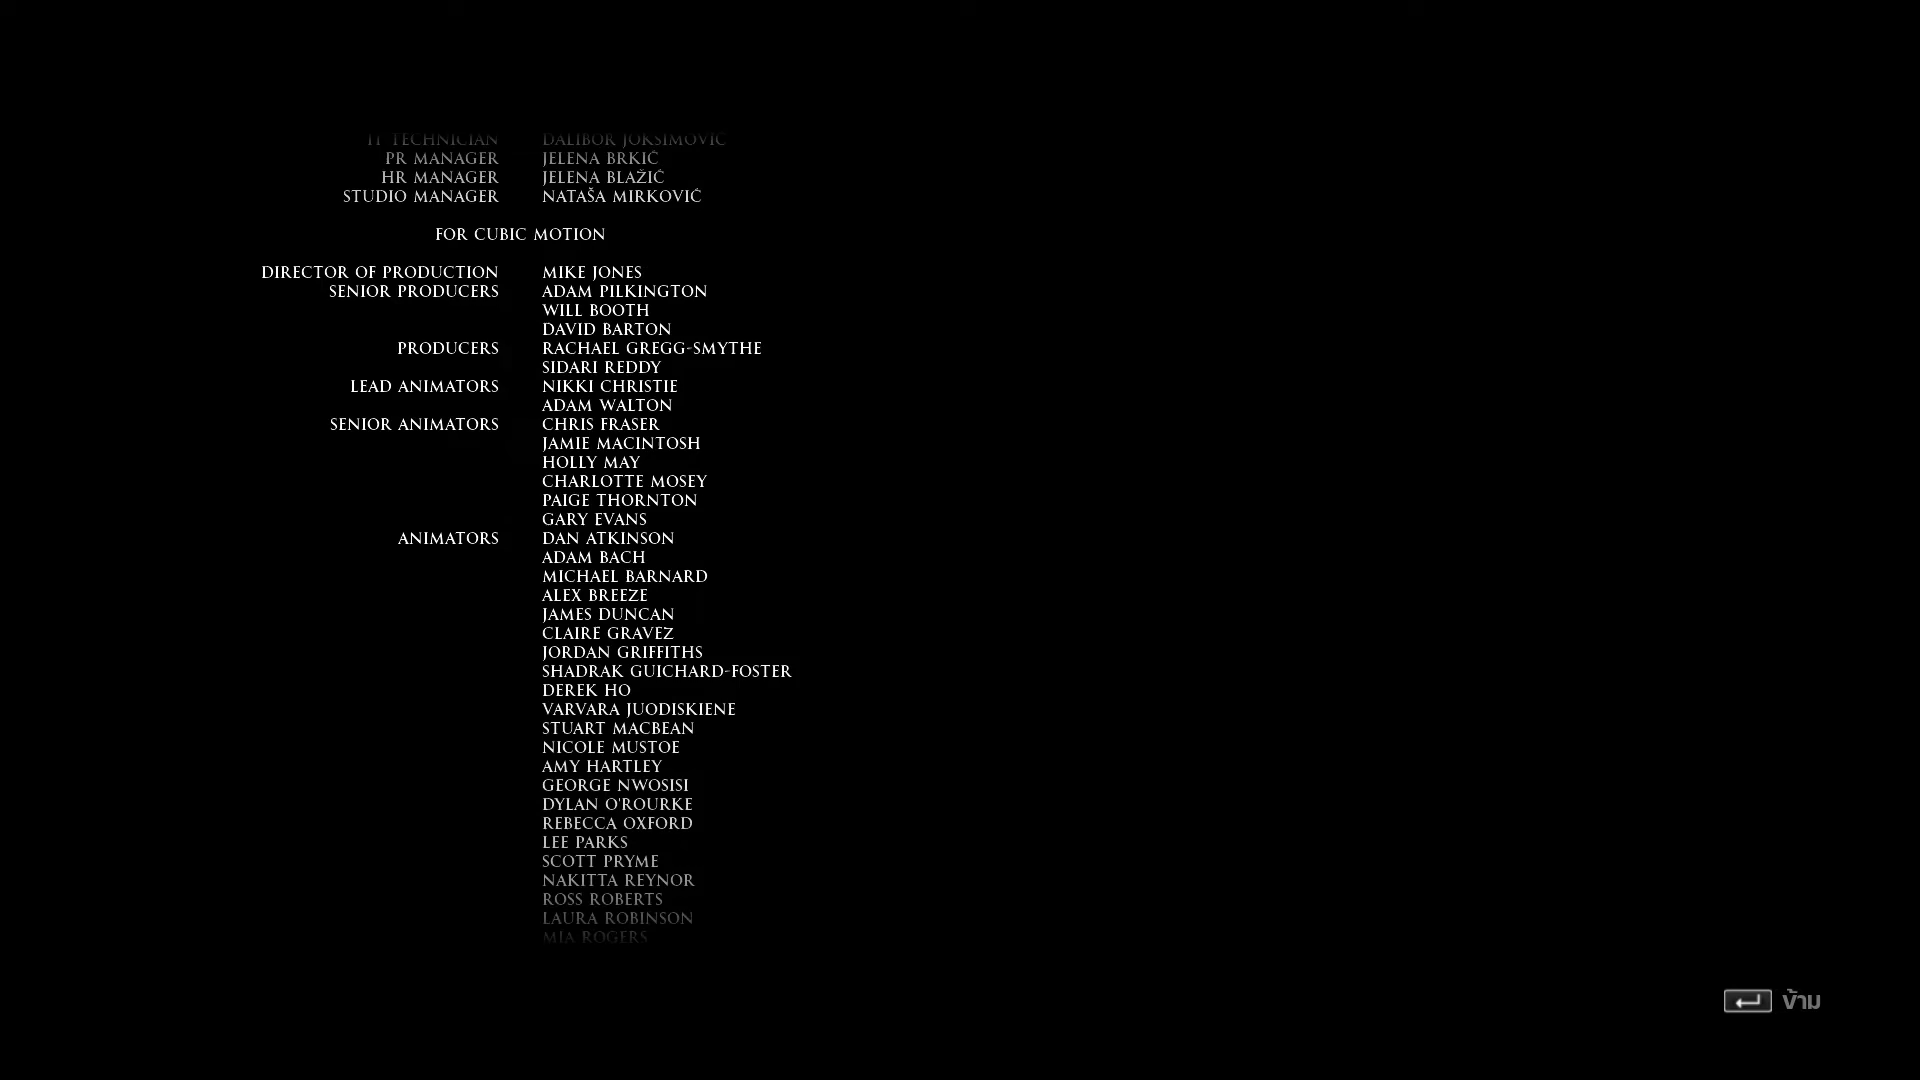 IT TECHNICIAN DALIBOR JOKSIMOVIĆ
PR MANAGER JELENA BRKIĆ
HR MANAGER JELENA BLAŽIĆ
STUDIO MANAGER NATAŠA MIRKOVIĆ
FOR CUBIC MOTION
DIRECTOR OF PRODUCTION MIKE JONES
SENIOR PRODUCERS ADAM PILKINGTON
WILL BOOTH
DAVID BARTON
PRODUCERS RACHAEL GREGG-SMYTHE
SIDARI REDDY
LEAD ANIMATORS NIKKI CHRISTIE
ADAM WALTON
SENIOR ANIMATORS CHRIS FRASER
JAMIE MACINTOSH
HOLLY MAY
CHARLOTTE MOSEY
PAIGE THORNTON
GARY EVANS
ANIMATORS DAN ATKINSON
ADAM BACH
MICHAEL BARNARD
ALEX BREEZE
JAMES DUNCAN
CLAIRE GRAVEZ
JORDAN GRIFFITHS
SHADRAK GUICHARD-FOSTER
DEREK HO
VARVARA JUODISKIENE
STUART MACBEAN
NICOLE MUSTOE
AMY HARTLEY
GEORGE NWOSISI
DYLAN O'ROURKE
REBECCA OXFORD
LEE PARKS
SCOTT PRYME
NAKITTA REYNOR
ROSS ROBERTS
LAURA ROBINSON
MIA ROGERS
ข้าม